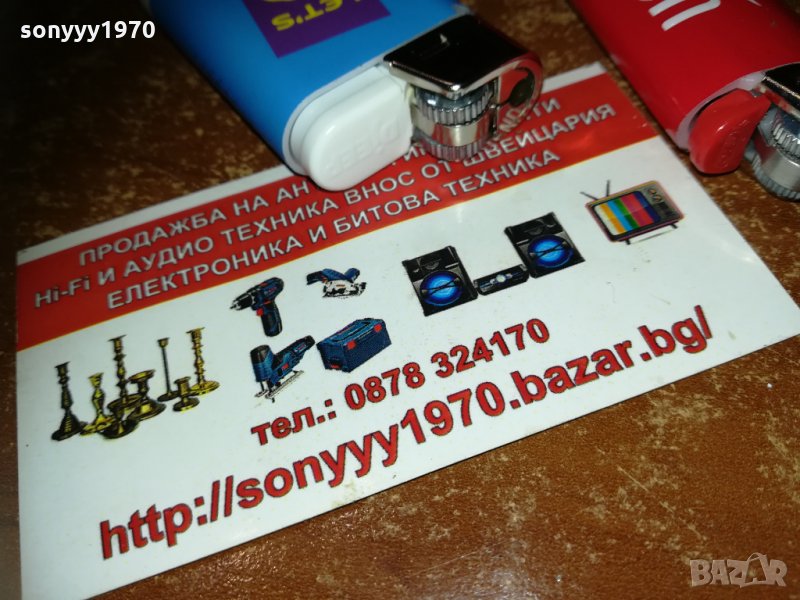 sonyyy1970
LET'S
ПРОДАЖБА НА АН
Hi-Fi И АУДИО ТЕХНИКА ВНОС ОТ ШВЕЙЦАРИЯ
ЕЛЕКТРОНИКА И БИТОВА ТЕХНИКА
тел.: 0878 324170
http://sonyyy1970.bazar.bg/
BAZAR